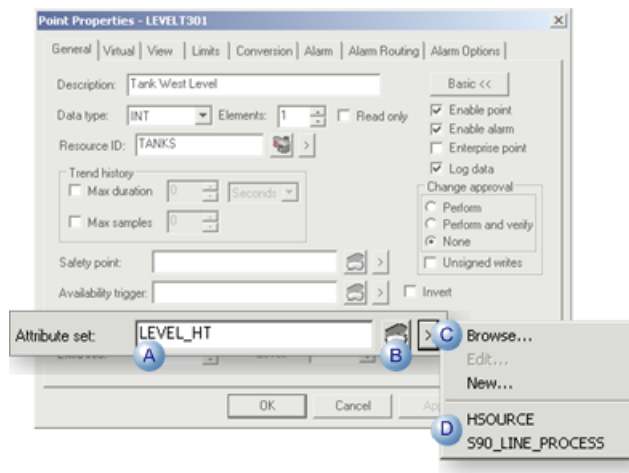 Point Properties - LEVELT301
General Virtual View Limits Conversion Alarm Alarm Routing Alarm Options
Description: Tank West Level
Basic <<
Data type: INT Elements: 1 Read only
Enable point
Enable alarm
Resource ID: TANKS >
Enterprise point
Log data
Trend history
Max duration 0 Seconds
Max samples 0
Change approval
Perform
Perform and verify
None
Unsigned writes
Safety point: >
Availability trigger: > Invert
Attribute set: LEVEL_HT >
A
B
C Browse...
Edit...
New...
D HSOURCE
S90_LINE_PROCESS
OK Cancel